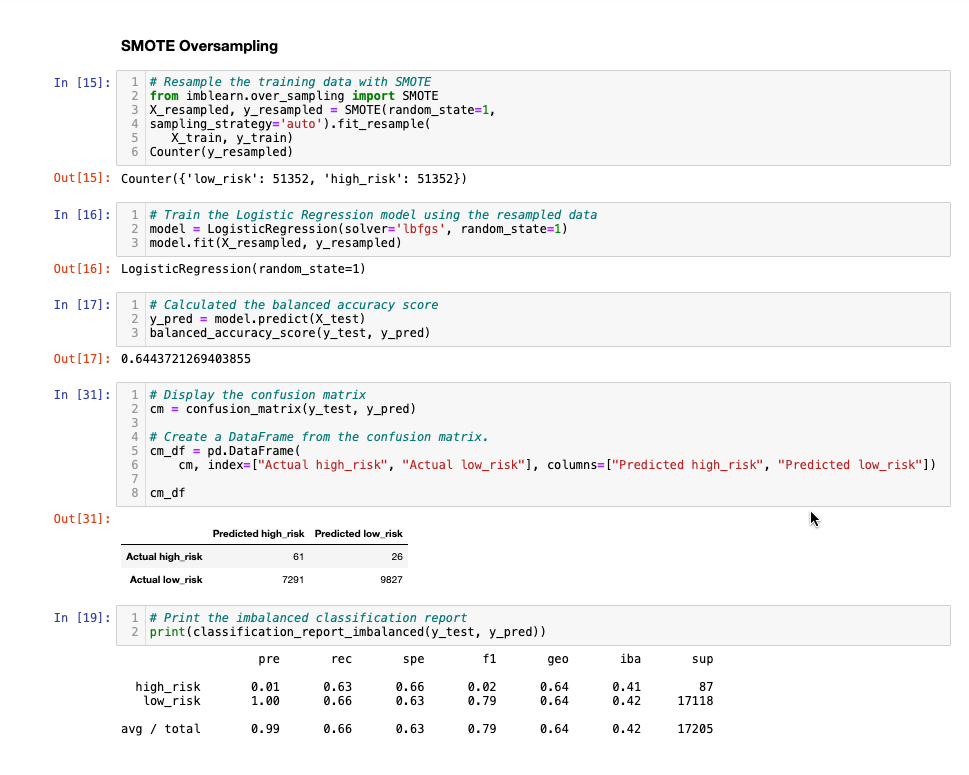 SMOTE Oversampling
In [15]:
1 # Resample the training data with SMOTE
2 from imblearn.over_sampling import SMOTE
3 X_resampled, y_resampled = SMOTE(random_state=1,
4 sampling_strategy='auto').fit_resample(
5    X_train, y_train)
6 Counter(y_resampled)
Out[15]: Counter({'low_risk': 51352, 'high_risk': 51352})
In [16]:
1 # Train the Logistic Regression model using the resampled data
2 model = LogisticRegression(solver='lbfgs', random_state=1)
3 model.fit(X_resampled, y_resampled)
Out[16]: LogisticRegression(random_state=1)
In [17]:
1 # Calculated the balanced accuracy score
2 y_pred = model.predict(X_test)
3 balanced_accuracy_score(y_test, y_pred)
Out[17]: 0.6443721269403855
In [31]:
1 # Display the confusion matrix
2 cm = confusion_matrix(y_test, y_pred)
3
4 # Create a DataFrame from the confusion matrix.
5 cm_df = pd.DataFrame(
6     cm, index=["Actual high_risk", "Actual low_risk"], columns=["Predicted high_risk", "Predicted low_risk"])
7
8 cm_df
Out[31]:
Predicted high_risk Predicted low_risk
Actual high_risk 61 26
Actual low_risk 7291 9827
In [19]:
1 # Print the imbalanced classification report
2 print(classification_report_imbalanced(y_test, y_pred))
pre rec spe f1 geo iba sup
high_risk 0.01 0.63 0.66 0.02 0.64 0.41 87
low_risk 1.00 0.66 0.63 0.79 0.64 0.42 17118
avg / total 0.99 0.66 0.63 0.79 0.64 0.42 17205